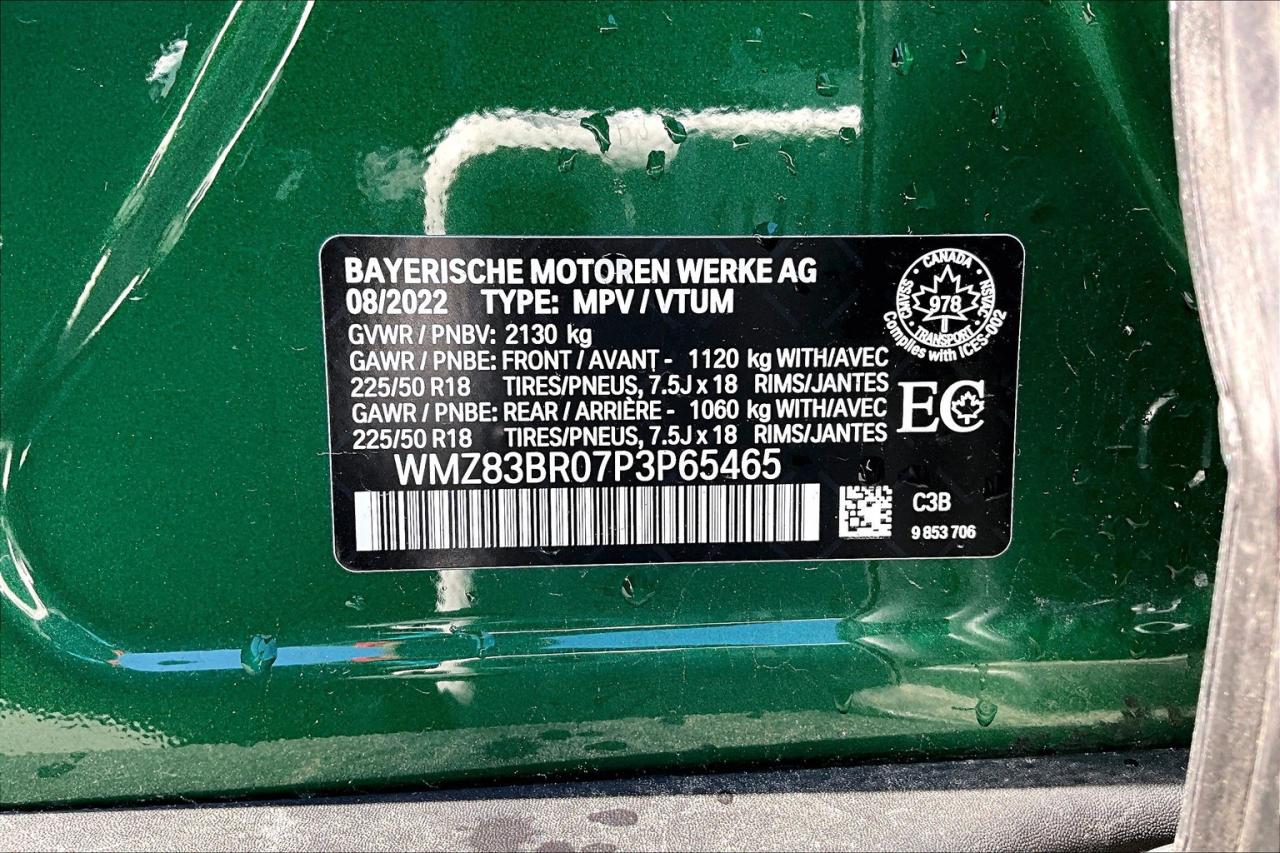 BAYERISCHE MOTOREN WERKE AG
08/2022 TYPE: MPV / VTUM
GVWR / PNBV: 2130 kg
GAWR / PNBE: FRONT / AVANT - 1120 kg WITH/AVEC
225/50 R18 TIRES/PNEUS, 7.5J x 18 RIMS/JANTES
GAWR / PNBE: REAR / ARRIÈRE - 1060 kg WITH/AVEC
225/50 R18 TIRES/PNEUS, 7.5J x 18 RIMS/JANTES
WMZ83BR07P3P65465
CANADA
CMVSS
978
NSVAC
TRANSPORT
Complies with ICES-002
EC
C3B
9 853 706